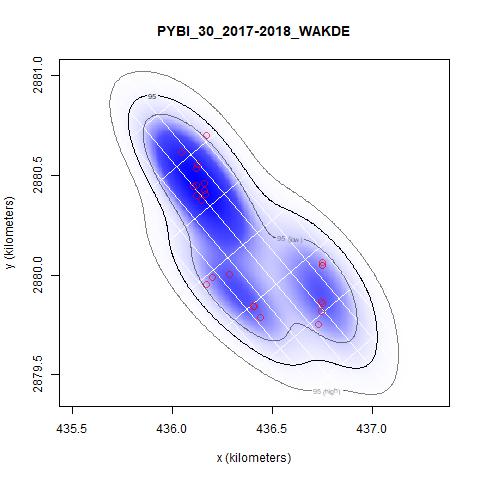 PYBI_30_2017-2018_WAKDE
y (kilometers)
2881.0
2880.5
2880.0
2879.5
95
95 (low)
95 (high)
435.5 436.0 436.5 437.0
x (kilometers)